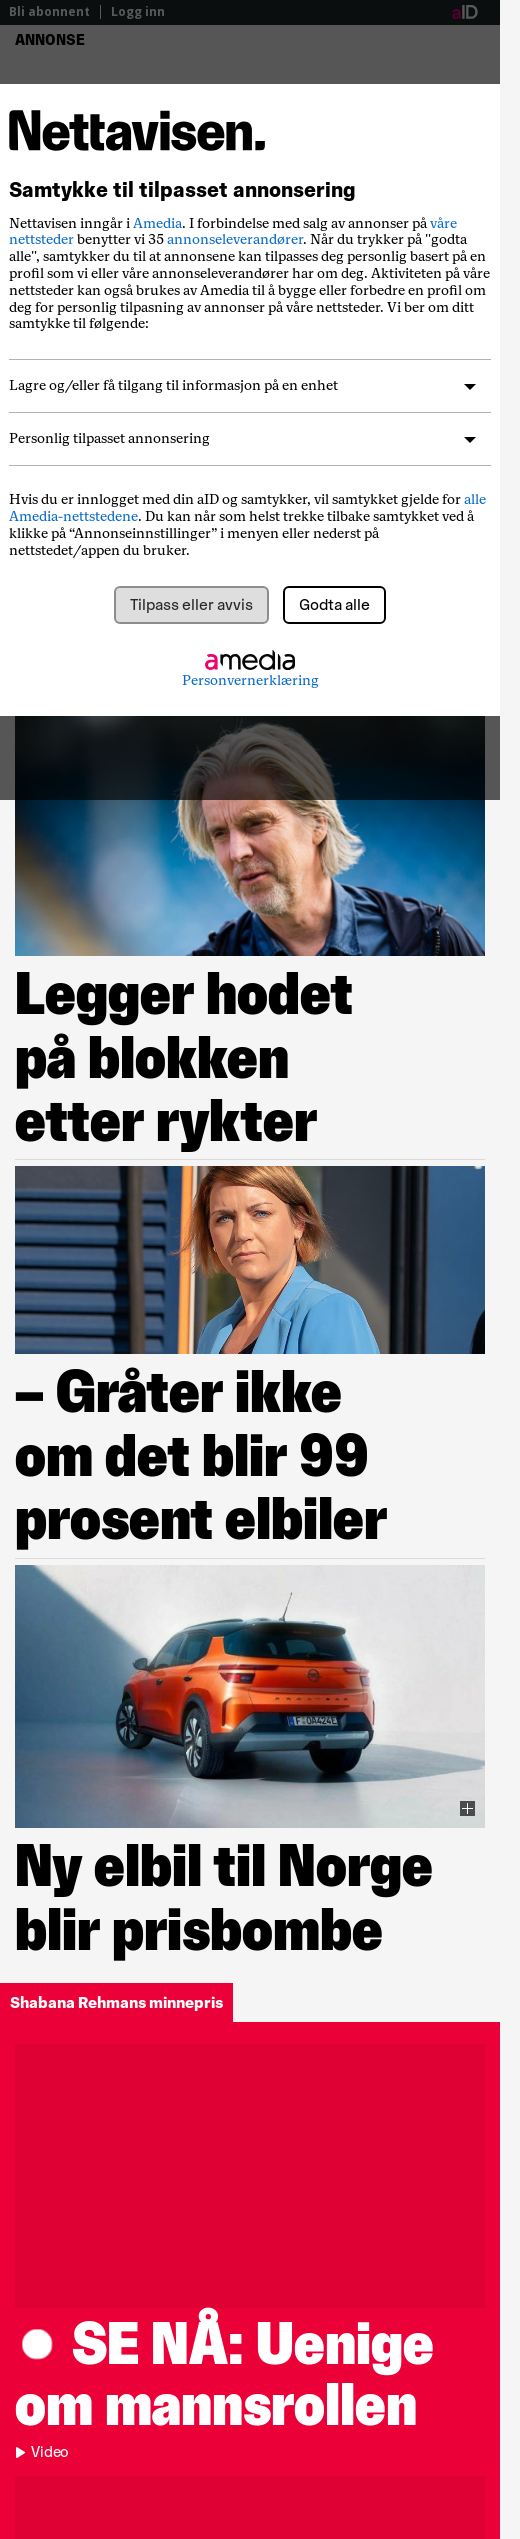 Bli abonnent | Logg inn
aID
ANNONSE
Nettavisen.
Samtykke til tilpasset annonsering
Nettavisen inngår i Amedia. I forbindelse med salg av annonser på våre
nettsteder benytter vi 35 annonseleverandører. Når du trykker på "godta
alle", samtykker du til at annonsene kan tilpasses deg personlig basert på en
profil som vi eller våre annonseleverandører har om deg. Aktiviteten på våre
nettsteder kan også brukes av Amedia til å bygge eller forbedre en profil om
deg for personlig tilpasning av annonser på våre nettsteder. Vi ber om ditt
samtykke til følgende:
Lagre og/eller få tilgang til informasjon på en enhet
Personlig tilpasset annonsering
Hvis du er innlogget med din aID og samtykker, vil samtykket gjelde for alle
Amedia-nettstedene. Du kan når som helst trekke tilbake samtykket ved å
klikke på “Annonseinnstillinger” i menyen eller nederst på
nettstedet/appen du bruker.
Tilpass eller avvis
Godta alle
amedia
Personvernerklæring
Legger hodet
på blokken
etter rykter
– Gråter ikke
om det blir 99
prosent elbiler
Ny elbil til Norge
blir prisbombe
Shabana Rehmans minnepris
SE NÅ: Uenige
om mannsrollen
Video